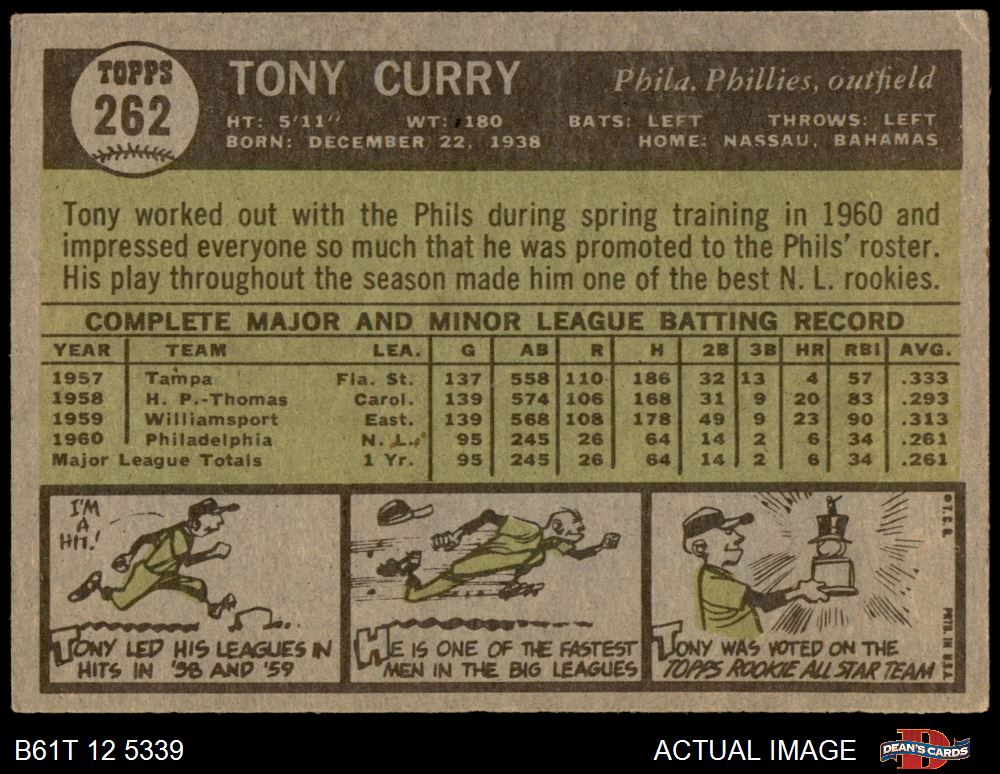 TOPPS
262
TONY CURRY
Phila. Phillies, outfield
HT: 5'11" WT: 180 BATS: LEFT THROWS: LEFT
BORN: DECEMBER 22, 1938 HOME: NASSAU, BAHAMAS
Tony worked out with the Phils during spring training in 1960 and
impressed everyone so much that he was promoted to the Phils' roster.
His play throughout the season made him one of the best N. L. rookies.
COMPLETE MAJOR AND MINOR LEAGUE BATTING RECORD
YEAR TEAM LEA. G AB R H 2B 3B HR RBI AVG.
1957 Tampa Fla. St. 137 558 110 186 32 13 4 57 .333
1958 H. P.-Thomas Carol. 139 574 106 168 31 9 20 83 .293
1959 Williamsport East. 139 568 108 178 49 9 23 90 .313
1960 Philadelphia N. L. 95 245 26 64 14 2 6 34 .261
Major League Totals 1 Yr. 95 245 26 64 14 2 6 34 .261
I'M
A
HIT!
TONY LED HIS LEAGUES IN
HITS IN '58 AND '59
HE IS ONE OF THE FASTEST
MEN IN THE BIG LEAGUES
TONY WAS VOTED ON THE
TOPPS ROOKIE ALL STAR TEAM
© T. C. G.
PRTD. IN U.S.A.
B61T 12 5339
ACTUAL IMAGE
DEAN'S CARDS